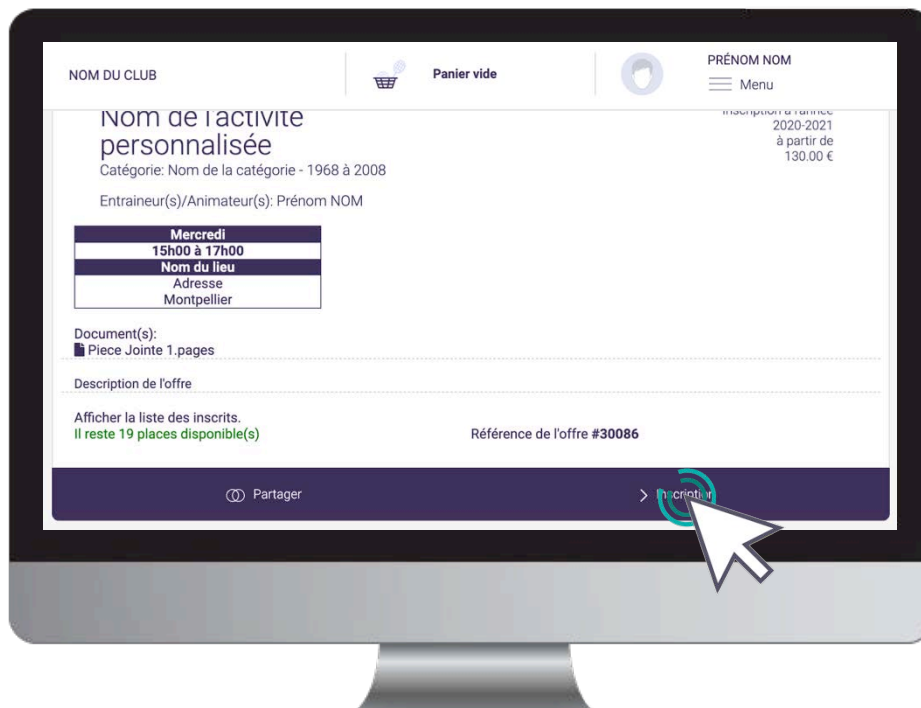 NOM DU CLUB
Panier vide
PRÉNOM NOM
Menu
Nom de l'activité
personnalisée
Catégorie: Nom de la catégorie - 1968 à 2008
Entraineur(s)/Animateur(s): Prénom NOM
Inscription à l'année
2020-2021
à partir de
130.00 €
Mercredi
15h00 à 17h00
Nom du lieu
Adresse
Montpellier
Document(s):
Piece Jointe 1.pages
Description de l'offre
Afficher la liste des inscrits.
Il reste 19 places disponible(s)
Référence de l'offre #30086
Partager
Inscription